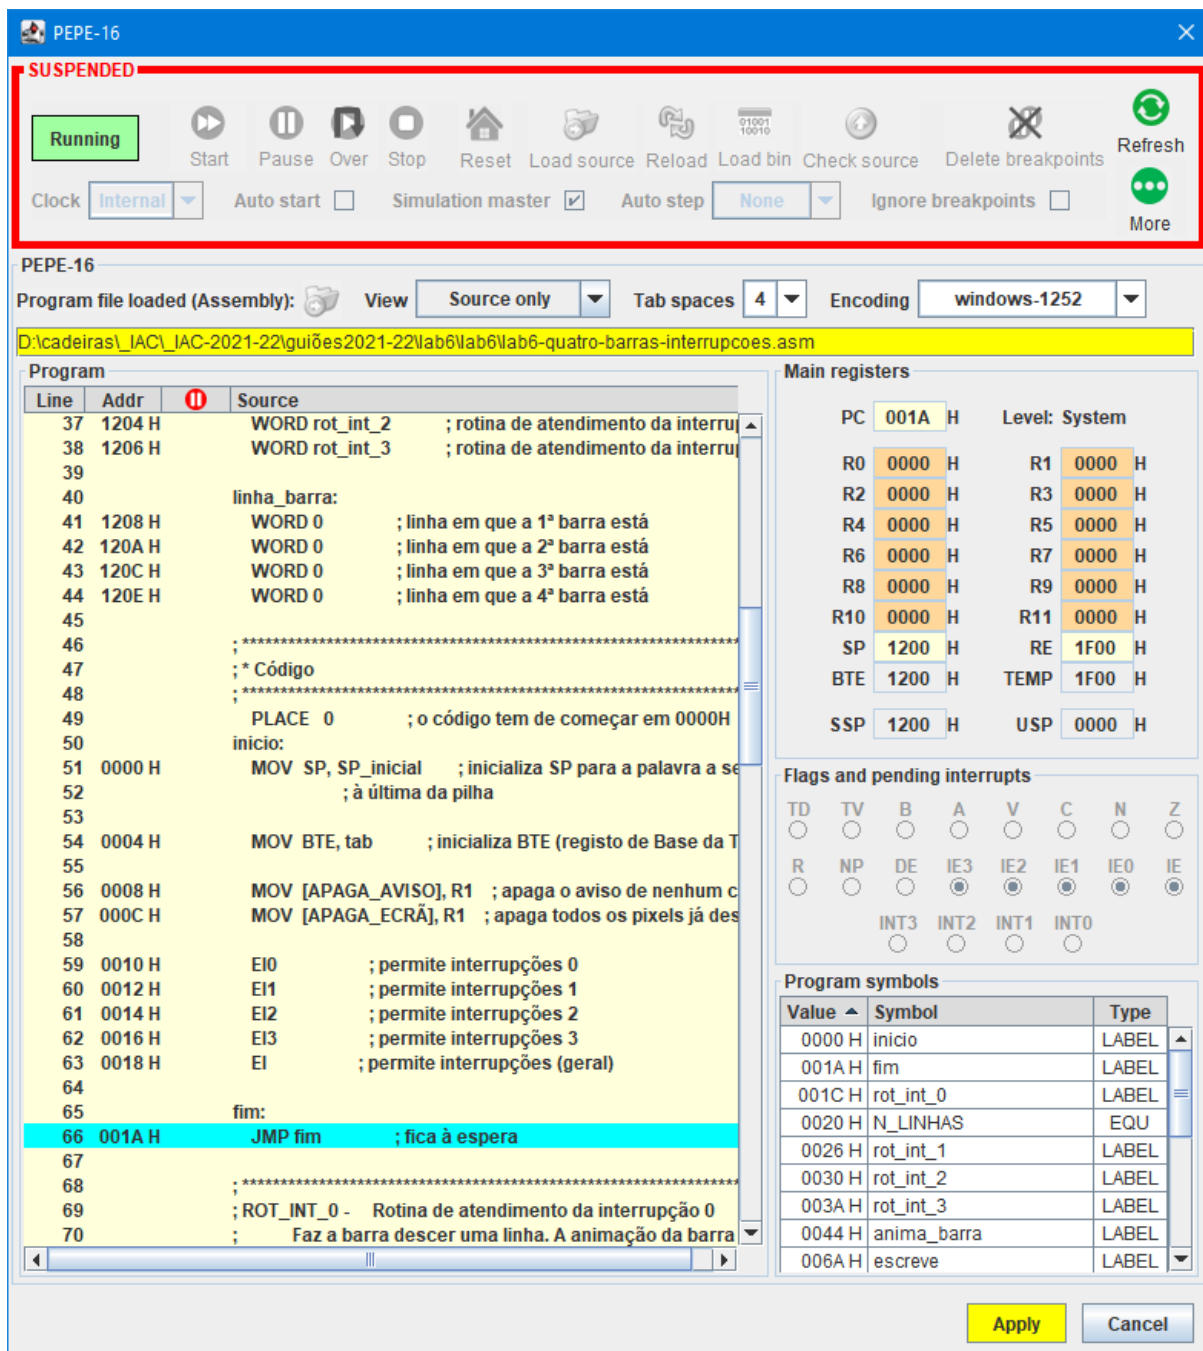 PEPE-16
SUSPENDED
Running
Start Pause Over Stop Reset Load source Reload Load bin Check source Delete breakpoints Refresh
Clock Internal Auto start Simulation master Auto step None Ignore breakpoints More
PEPE-16
Program file loaded (Assembly): View Source only Tab spaces 4 Encoding windows-1252
D:\cadeiras\_IAC\_IAC-2021-22\guiões2021-22\lab6\lab6\lab6-quatro-barras-interrupcoes.asm
Program
Line Addr Source
37 1204 H WORD rot_int_2 ; rotina de atendimento da interru
38 1206 H WORD rot_int_3 ; rotina de atendimento da interru
39
40 linha_barra:
41 1208 H WORD 0 ; linha em que a 1ª barra está
42 120A H WORD 0 ; linha em que a 2ª barra está
43 120C H WORD 0 ; linha em que a 3ª barra está
44 120E H WORD 0 ; linha em que a 4ª barra está
45
46 ; **********************************************************************
47 ; * Código
48 ; **********************************************************************
49 PLACE 0 ; o código tem de começar em 0000H
50 inicio:
51 0000 H MOV SP, SP_inicial ; inicializa SP para a palavra a se
52 ; à última da pilha
53
54 0004 H MOV BTE, tab ; inicializa BTE (registo de Base da T
55
56 0008 H MOV [APAGA_AVISO], R1 ; apaga o aviso de nenhum c
57 000C H MOV [APAGA_ECRÃ], R1 ; apaga todos os pixels já des
58
59 0010 H EI0 ; permite interrupções 0
60 0012 H EI1 ; permite interrupções 1
61 0014 H EI2 ; permite interrupções 2
62 0016 H EI3 ; permite interrupções 3
63 0018 H EI ; permite interrupções (geral)
64
65 fim:
66 001A H JMP fim ; fica à espera
67
68 ; **********************************************************************
69 ; ROT_INT_0 - Rotina de atendimento da interrupção 0
70 ; Faz a barra descer uma linha. A animação da barra
Main registers
PC 001A H Level: System
R0 0000 H R1 0000 H
R2 0000 H R3 0000 H
R4 0000 H R5 0000 H
R6 0000 H R7 0000 H
R8 0000 H R9 0000 H
R10 0000 H R11 0000 H
SP 1200 H RE 1F00 H
BTE 1200 H TEMP 1F00 H
SSP 1200 H USP 0000 H
Flags and pending interrupts
TD TV B A V C N Z
R NP DE IE3 IE2 IE1 IE0 IE
INT3 INT2 INT1 INT0
Program symbols
Value Symbol Type
0000 H inicio LABEL
001A H fim LABEL
001C H rot_int_0 LABEL
0020 H N_LINHAS EQU
0026 H rot_int_1 LABEL
0030 H rot_int_2 LABEL
003A H rot_int_3 LABEL
0044 H anima_barra LABEL
006A H escreve LABEL
Apply Cancel